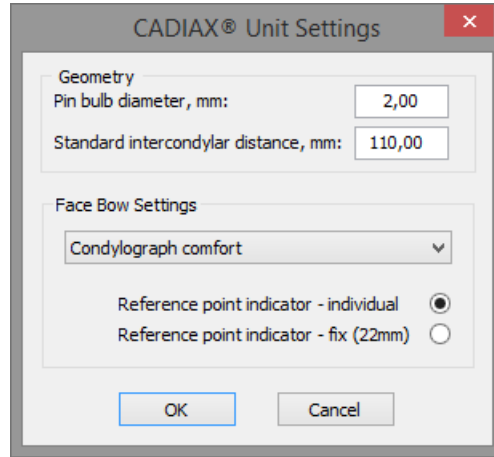 CADIAX® Unit Settings
×
Geometry
Pin bulb diameter, mm: 2,00
Standard intercondylar distance, mm: 110,00
Face Bow Settings
Condylograph comfort
Reference point indicator - individual
Reference point indicator - fix (22mm)
OK Cancel